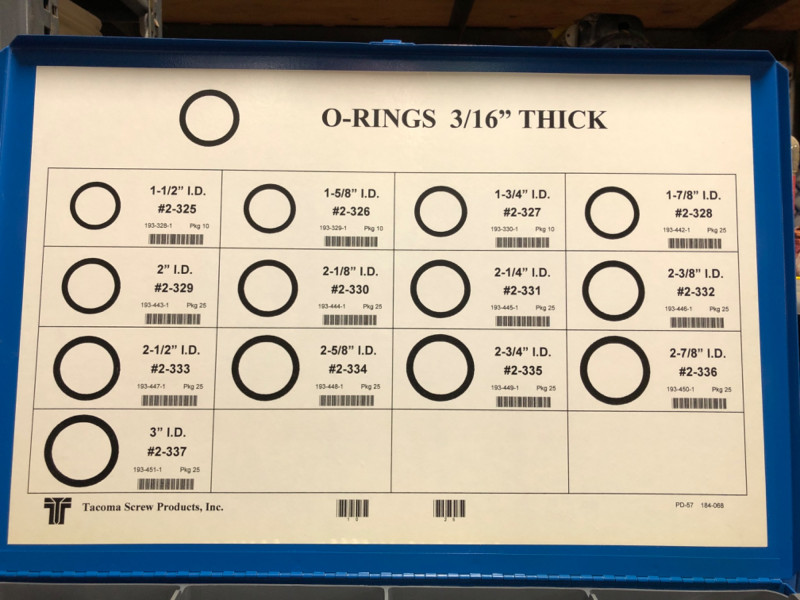 O-RINGS 3/16” THICK
1-1/2” I.D.
#2-325
193-328-1 Pkg 10
1-5/8” I.D.
#2-326
193-329-1 Pkg 10
1-3/4” I.D.
#2-327
193-330-1 Pkg 10
1-7/8” I.D.
#2-328
193-442-1 Pkg 25
2” I.D.
#2-329
193-443-1 Pkg 25
2-1/8” I.D.
#2-330
193-444-1 Pkg 25
2-1/4” I.D.
#2-331
193-445-1 Pkg 25
2-3/8” I.D.
#2-332
193-446-1 Pkg 25
2-1/2” I.D.
#2-333
193-447-1 Pkg 25
2-5/8” I.D.
#2-334
193-448-1 Pkg 25
2-3/4” I.D.
#2-335
193-449-1 Pkg 25
2-7/8” I.D.
#2-336
193-450-1 Pkg 25
3” I.D.
#2-337
193-451-1 Pkg 25
Tacoma Screw Products, Inc.
10
25
PD-57 184-068